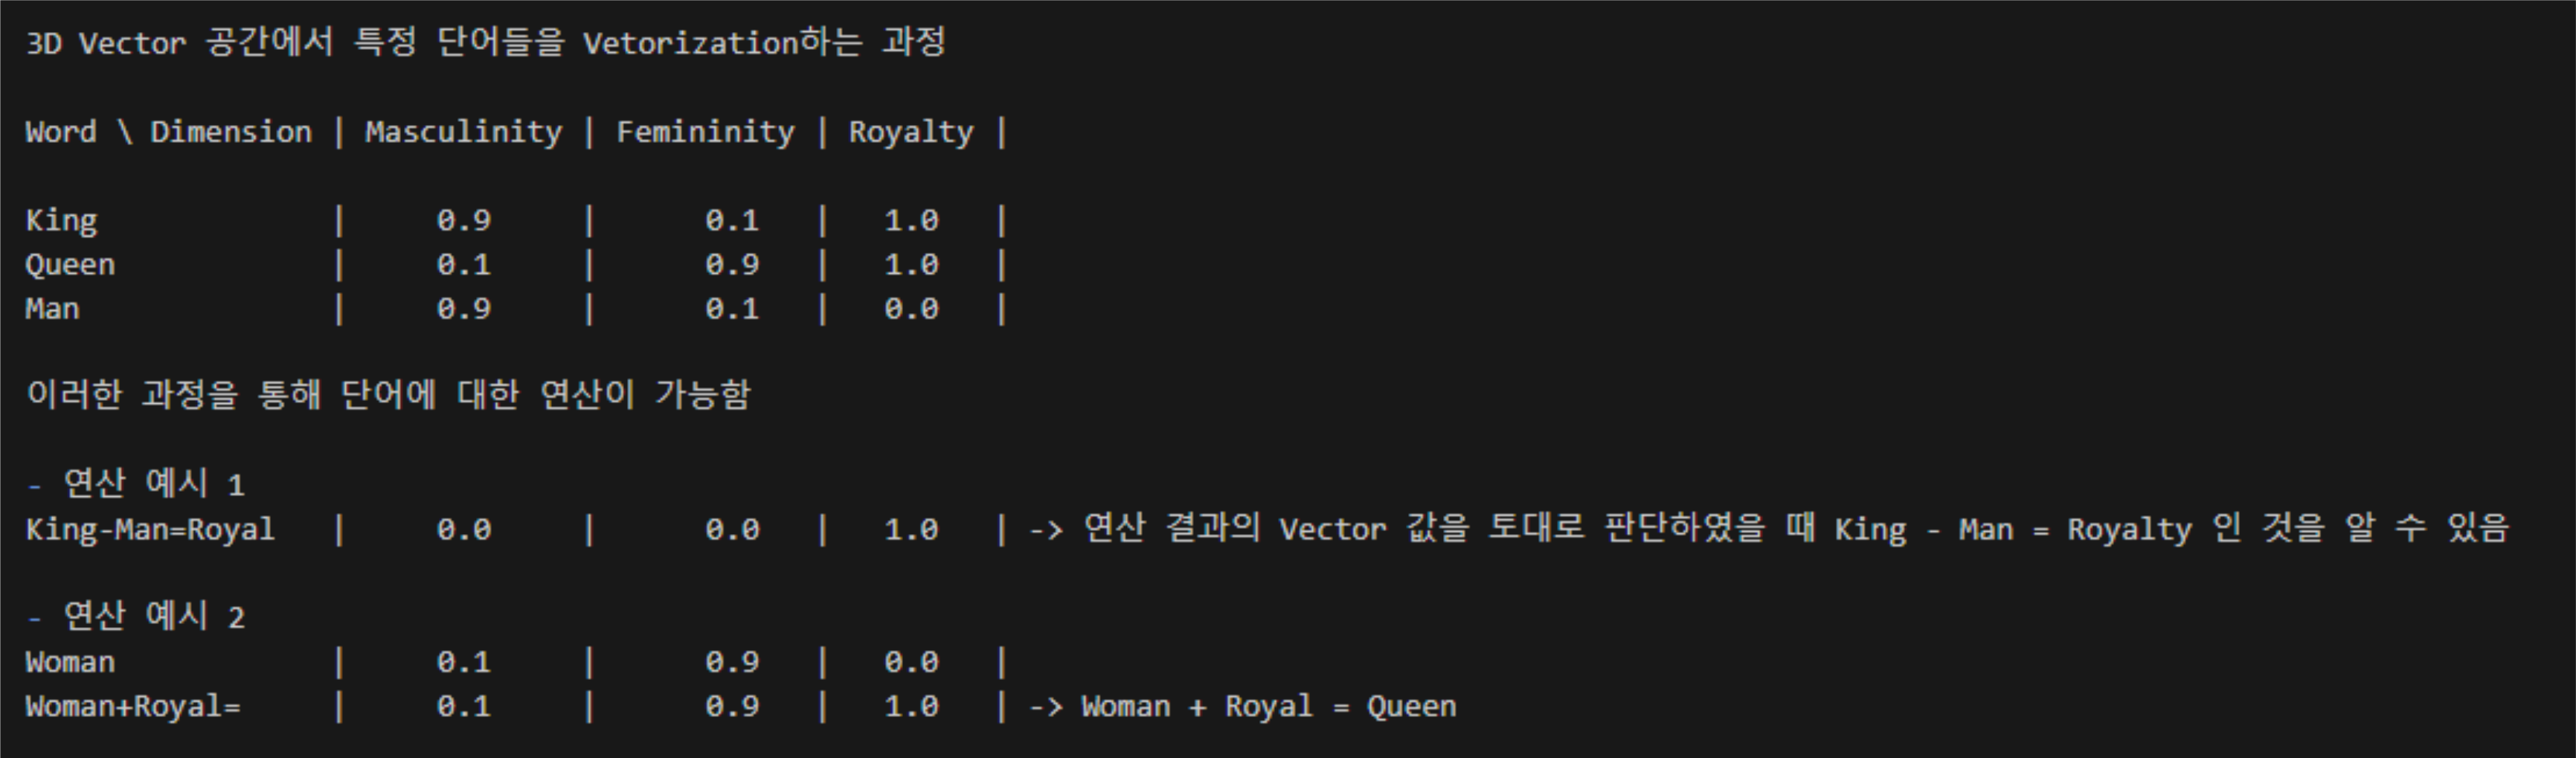 3D Vector 공간에서 특정 단어들을 Vetorization하는 과정
Word \ Dimension | Masculinity | Femininity | Royalty |
King | 0.9 | 0.1 | 1.0 |
Queen | 0.1 | 0.9 | 1.0 |
Man | 0.9 | 0.1 | 0.0 |
이러한 과정을 통해 단어에 대한 연산이 가능함
- 연산 예시 1
King-Man=Royal | 0.0 | 0.0 | 1.0 | -> 연산 결과의 Vector 값을 토대로 판단하였을 때 King - Man = Royalty 인 것을 알 수 있음
- 연산 예시 2
Woman | 0.1 | 0.9 | 0.0 |
Woman+Royal= | 0.1 | 0.9 | 1.0 | -> Woman + Royal = Queen